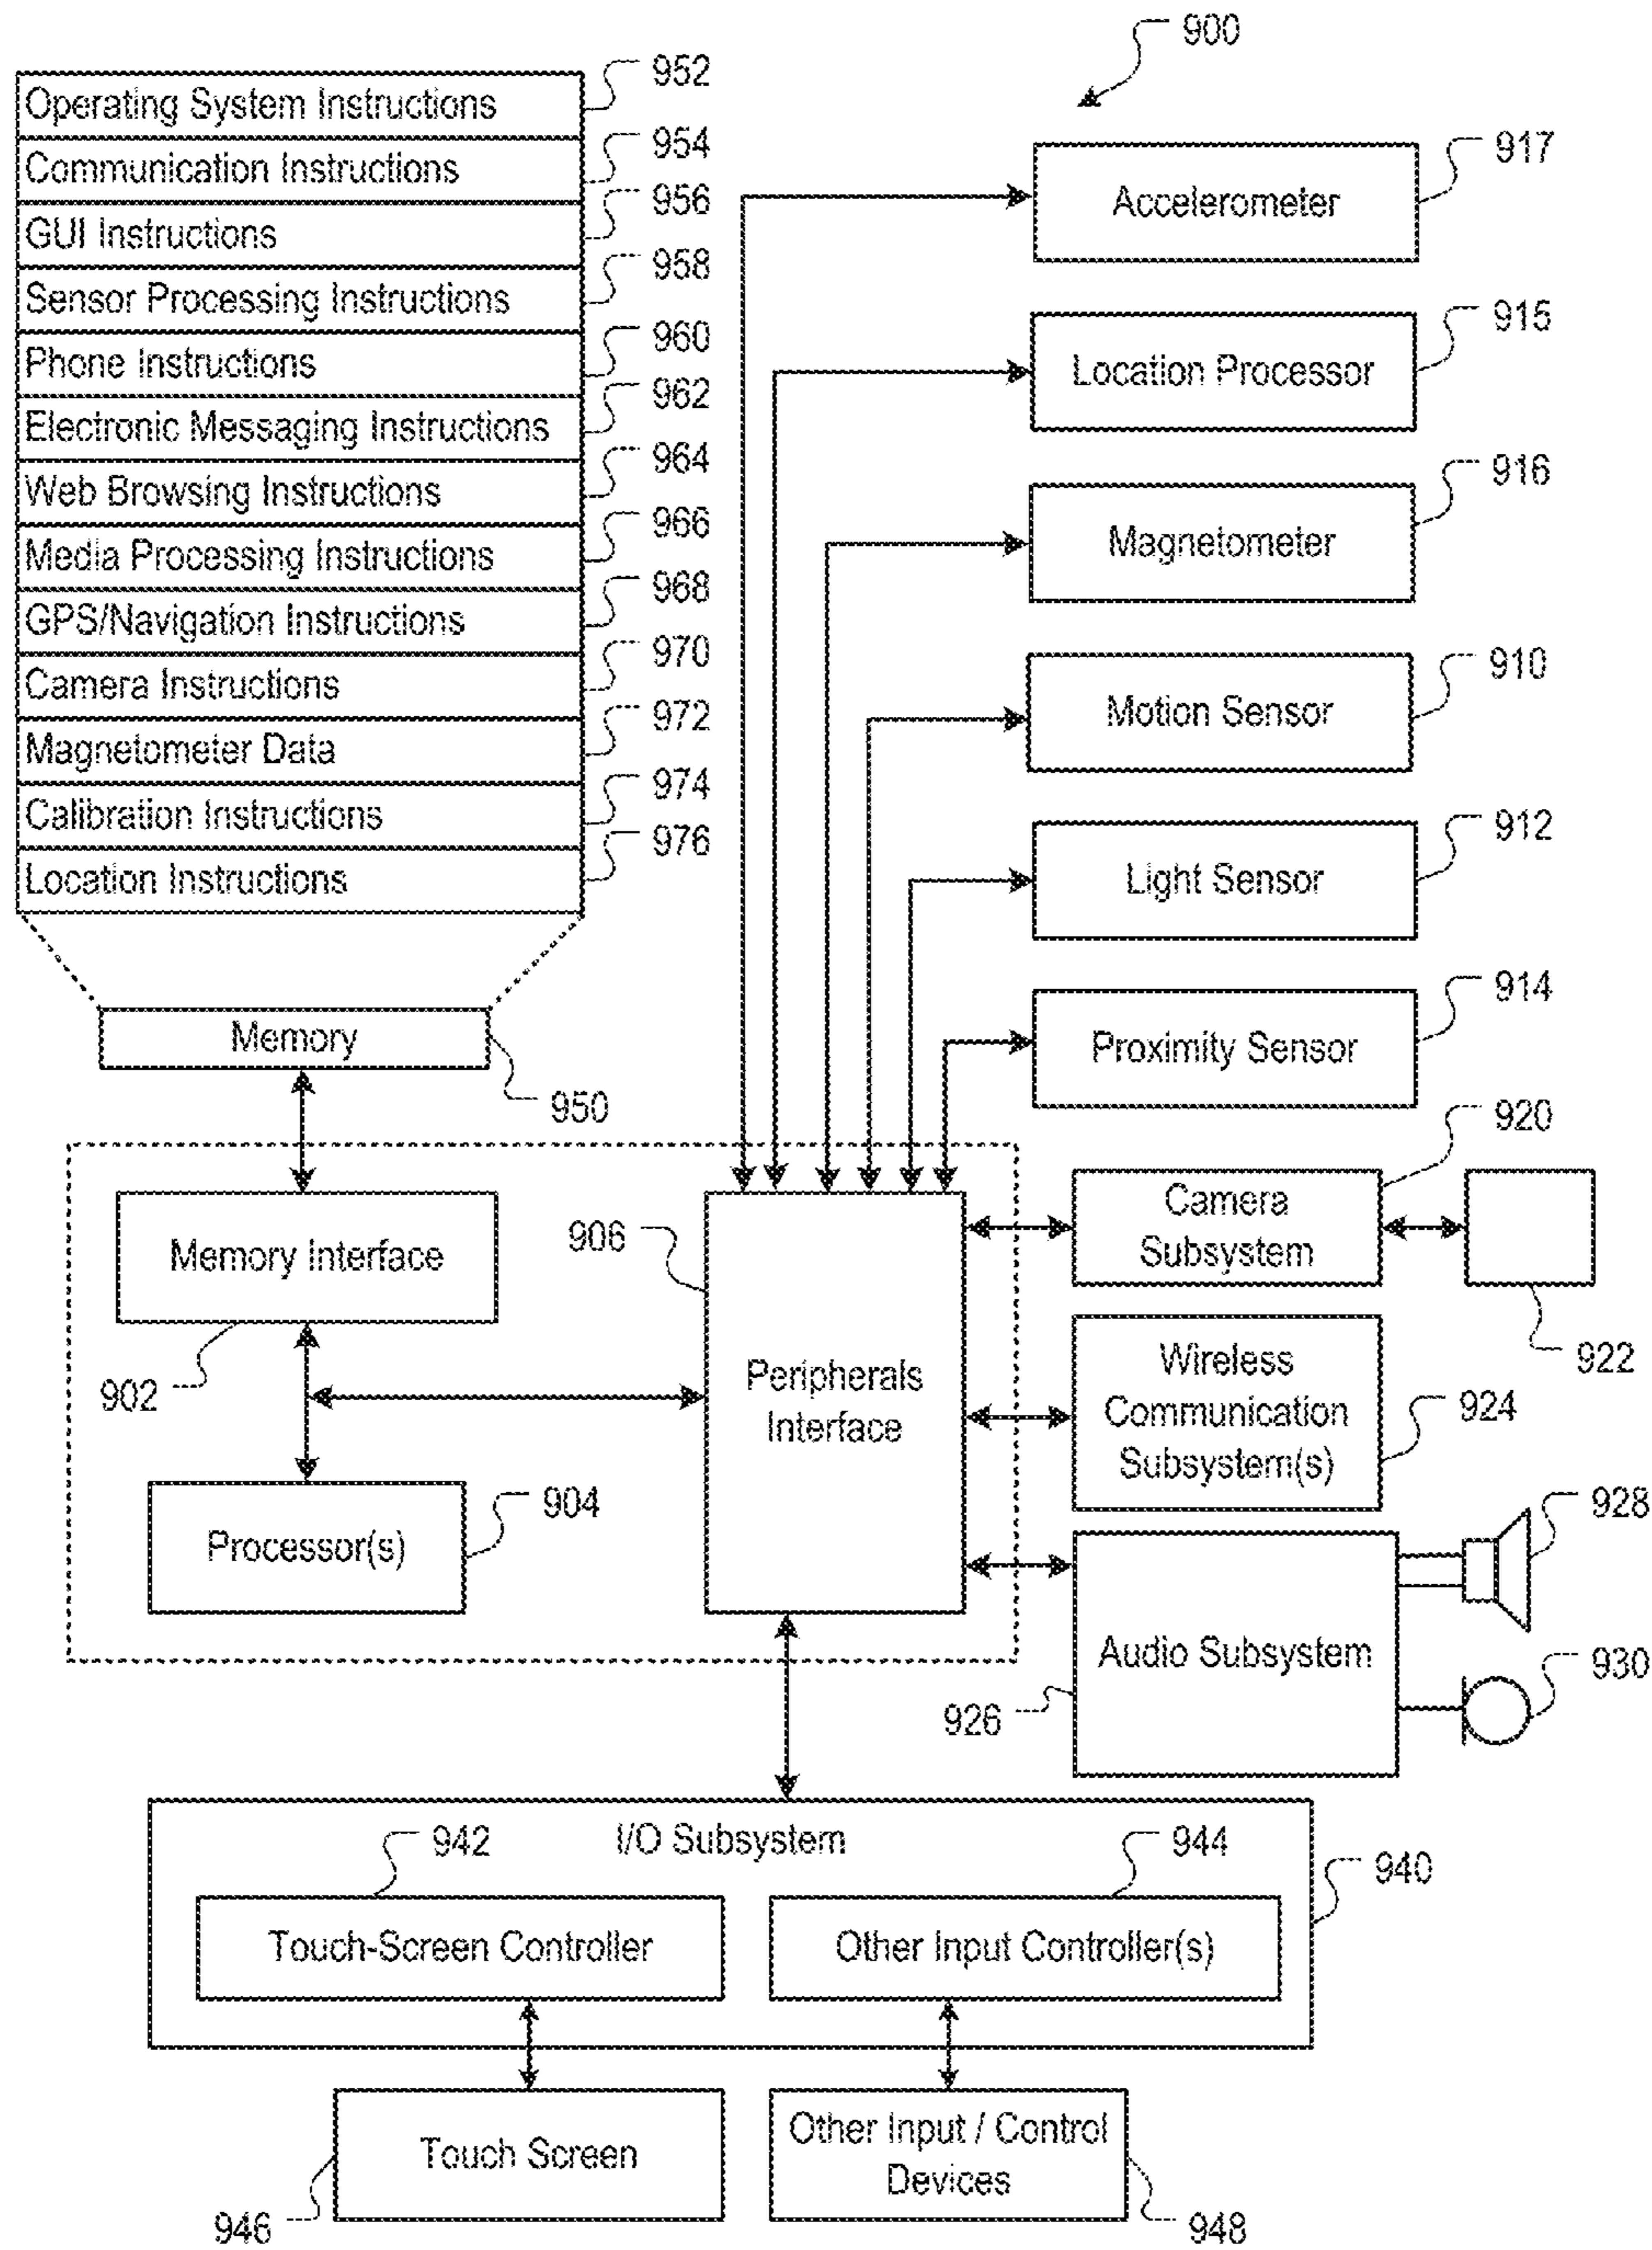 900
Operating System Instructions
952
Communication Instructions
954
GUI Instructions
956
Sensor Processing Instructions
958
Phone Instructions
960
Electronic Messaging Instructions
962
Web Browsing Instructions
964
Media Processing Instructions
966
GPS/Navigation Instructions
968
Camera Instructions
970
Magnetometer Data
972
Calibration Instructions
974
Location Instructions
976
Memory
950
Accelerometer
917
Location Processor
915
Magnetometer
916
Motion Sensor
910
Light Sensor
912
Proximity Sensor
914
Memory Interface
902
Processor(s)
904
906
Peripherals
Interface
Camera
Subsystem
920
922
Wireless
Communication
Subsystem(s)
924
Audio Subsystem
926
928
930
I/O Subsystem
940
942
Touch-Screen Controller
944
Other Input Controller(s)
Touch Screen
946
Other Input / Control
Devices
948